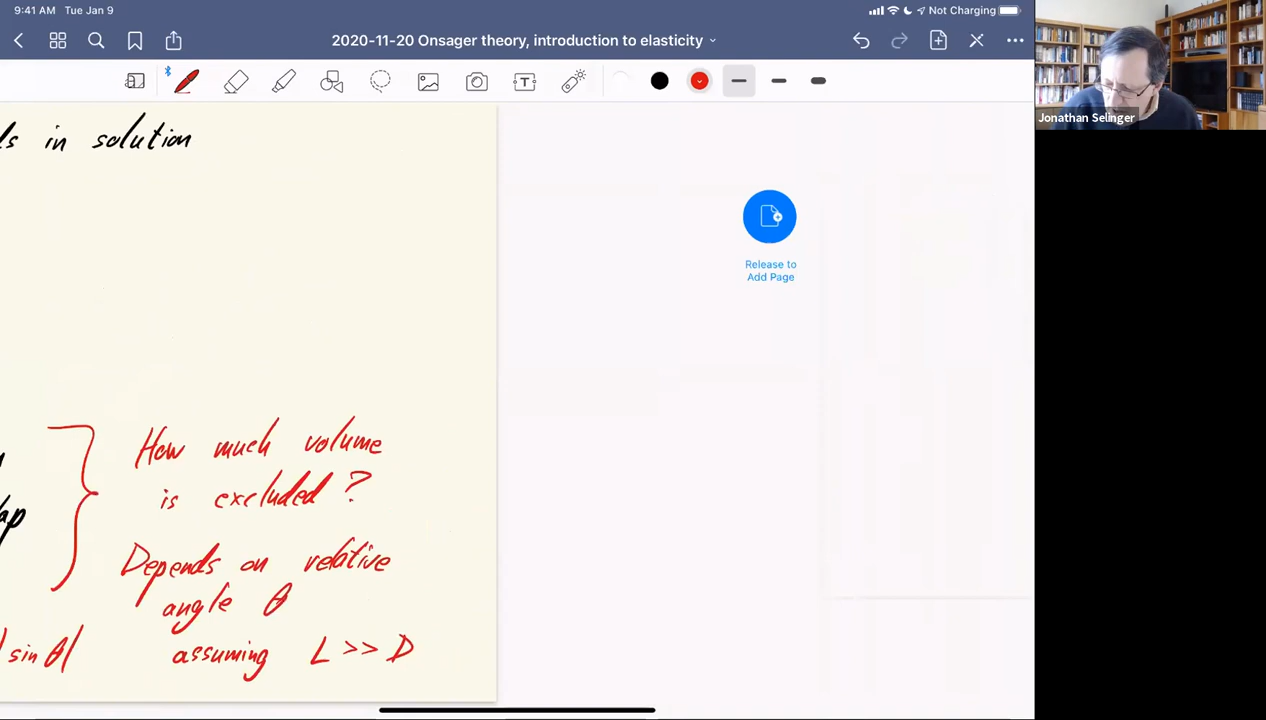 9:41 AM Tue Jan 9
Not Charging
2020-11-20 Onsager theory, introduction to elasticity
Jonathan Selinger
in solution
Release to
Add Page
How much volume
is excluded?
Depends on relative
angle θ
sin θ| assuming L >> D